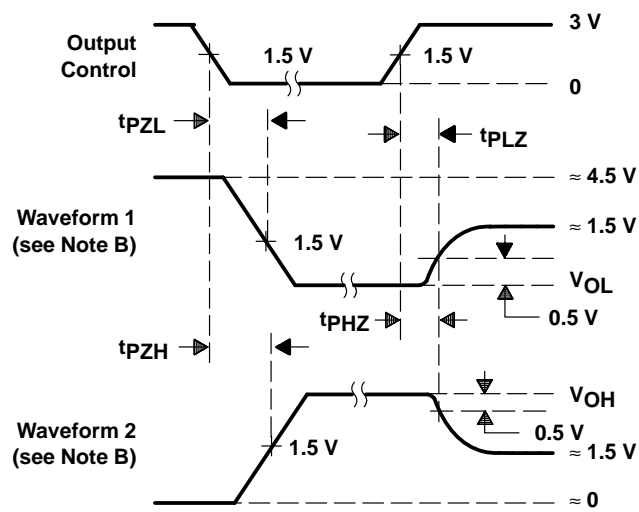 Output
Control
1.5 V
1.5 V
3 V
0
tPZL
tPLZ
Waveform 1
(see Note B)
1.5 V
≈ 4.5 V
≈ 1.5 V
VOL
0.5 V
tPHZ
tPZH
Waveform 2
(see Note B)
1.5 V
VOH
0.5 V
≈ 1.5 V
≈ 0